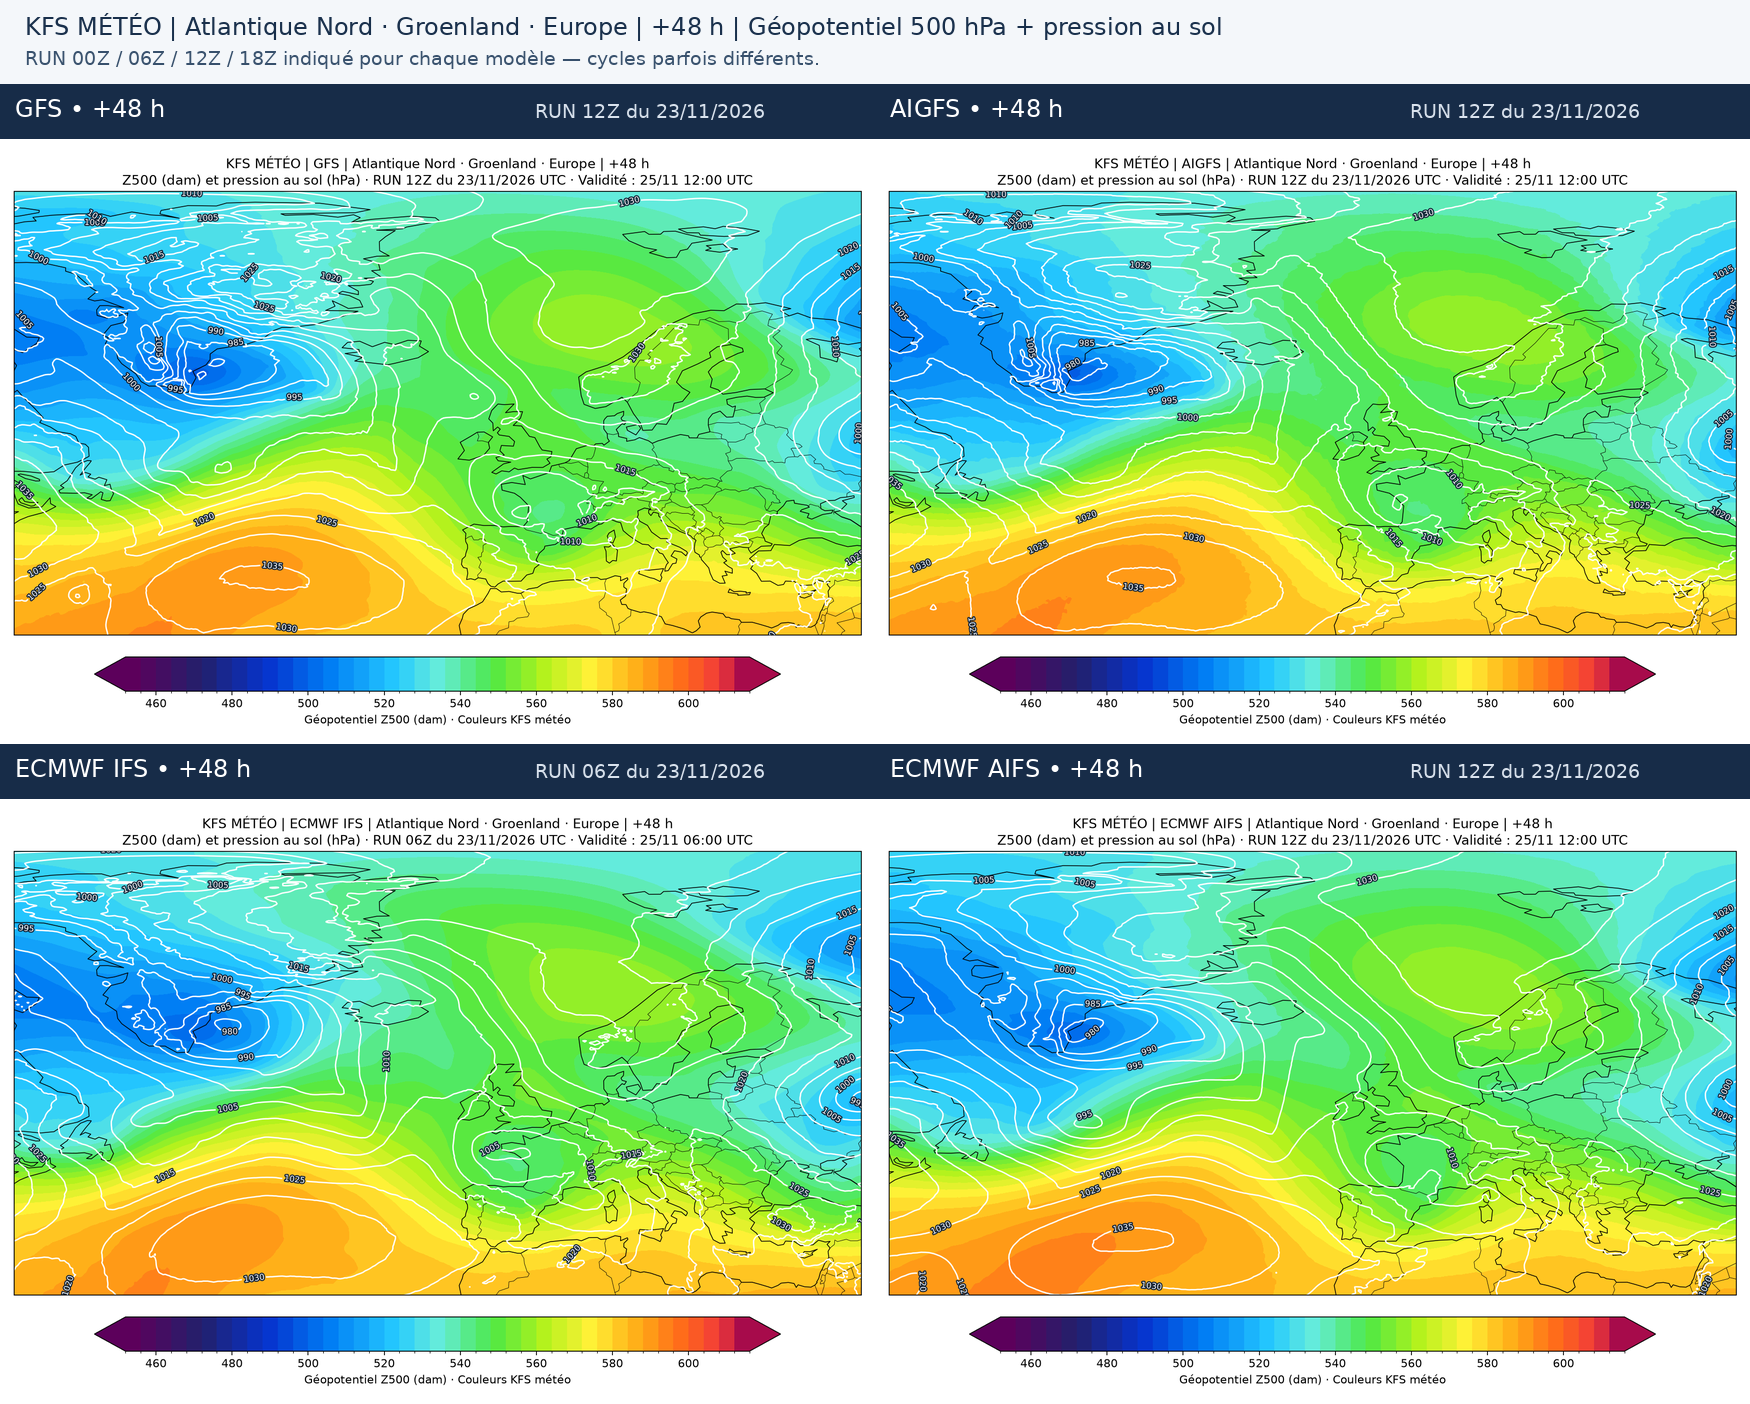 KFS MÉTÉO | Atlantique Nord · Groenland · Europe | +48 h | Géopotentiel 500 hPa + pression au sol
RUN 00Z / 06Z / 12Z / 18Z indiqué pour chaque modèle — cycles parfois différents.
GFS • +48 h
RUN 12Z du 23/11/2026
AIGFS • +48 h
RUN 12Z du 23/11/2026
KFS MÉTÉO | GFS | Atlantique Nord · Groenland · Europe | +48 h
Z500 (dam) et pression au sol (hPa) · RUN 12Z du 23/11/2026 UTC · Validité : 25/11 12:00 UTC
KFS MÉTÉO | AIGFS | Atlantique Nord · Groenland · Europe | +48 h
Z500 (dam) et pression au sol (hPa) · RUN 12Z du 23/11/2026 UTC · Validité : 25/11 12:00 UTC
460 480 500 520 540 560 580 600
Géopotentiel Z500 (dam) · Couleurs KFS météo
460 480 500 520 540 560 580 600
Géopotentiel Z500 (dam) · Couleurs KFS météo
ECMWF IFS • +48 h
RUN 06Z du 23/11/2026
ECMWF AIFS • +48 h
RUN 12Z du 23/11/2026
KFS MÉTÉO | ECMWF IFS | Atlantique Nord · Groenland · Europe | +48 h
Z500 (dam) et pression au sol (hPa) · RUN 06Z du 23/11/2026 UTC · Validité : 25/11 06:00 UTC
KFS MÉTÉO | ECMWF AIFS | Atlantique Nord · Groenland · Europe | +48 h
Z500 (dam) et pression au sol (hPa) · RUN 12Z du 23/11/2026 UTC · Validité : 25/11 12:00 UTC
460 480 500 520 540 560 580 600
Géopotentiel Z500 (dam) · Couleurs KFS météo
460 480 500 520 540 560 580 600
Géopotentiel Z500 (dam) · Couleurs KFS météo